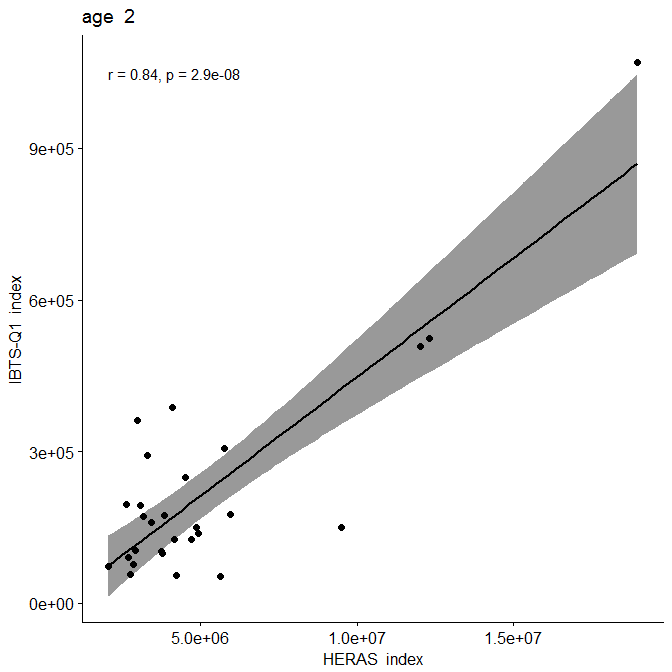 age 2
r = 0.84, p = 2.9e-08
9e+05
6e+05
3e+05
0e+00
IBTS-Q1 index
5.0e+06 1.0e+07 1.5e+07
HERAS index